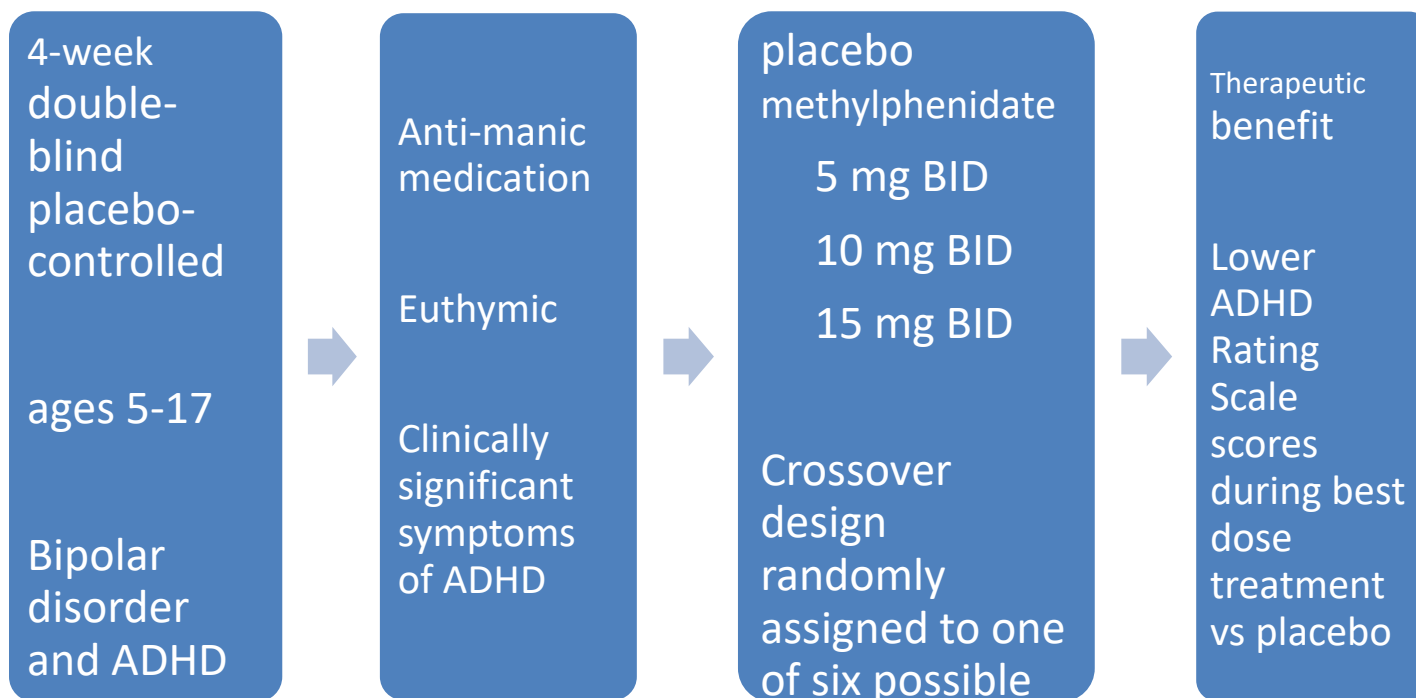 4-week
double-
blind
placebo-
controlled
ages 5-17
Bipolar
disorder
and ADHD
Anti-manic
medication
Euthymic
Clinically
significant
symptoms
of ADHD
placebo
methylphenidate
5 mg BID
10 mg BID
15 mg BID
Crossover
design
randomly
assigned to one
of six possible
Therapeutic
benefit
Lower
ADHD
Rating
Scale
scores
during best
dose
treatment
vs placebo